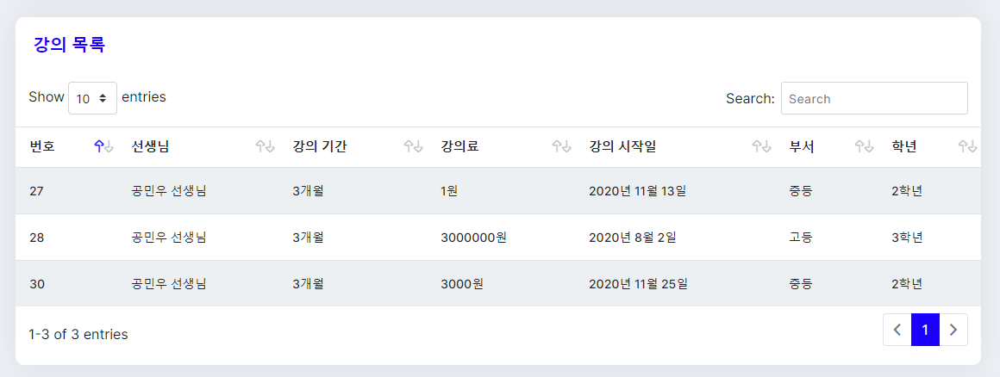 강의 목록
Show 10 entries Search: Search
번호 선생님 강의 기간 강의료 강의 시작일 부서 학년
27 공민우 선생님 3개월 1원 2020년 11월 13일 중등 2학년
28 공민우 선생님 3개월 3000000원 2020년 8월 2일 고등 3학년
30 공민우 선생님 3개월 3000원 2020년 11월 25일 중등 2학년
1-3 of 3 entries 1